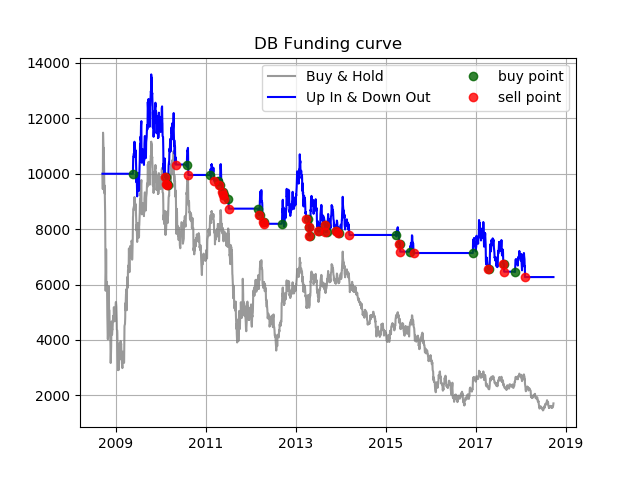 DB Funding curve
14000
12000
10000
8000
6000
4000
2000
Buy & Hold
Up In & Down Out
buy point
sell point
2009 2011 2013 2015 2017 2019